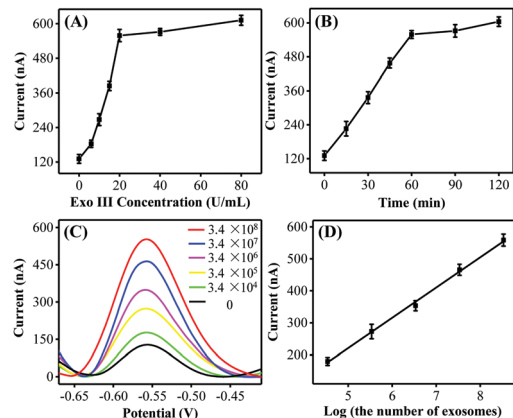 (A)
Current (nA)
600
480
360
240
120
0 20 40 60 80
Exo III Concentration (U/mL)
(B)
Current (nA)
600
480
360
240
120
0 30 60 90 120
Time (min)
(C)
Current (nA)
600
450
300
150
0
3.4 ×10⁸
3.4 ×10⁷
3.4 ×10⁶
3.4 ×10⁵
3.4 ×10⁴
0
-0.65 -0.60 -0.55 -0.50 -0.45
Potential (V)
(D)
Current (nA)
600
500
400
300
200
5 6 7 8
Log (the number of exosomes)